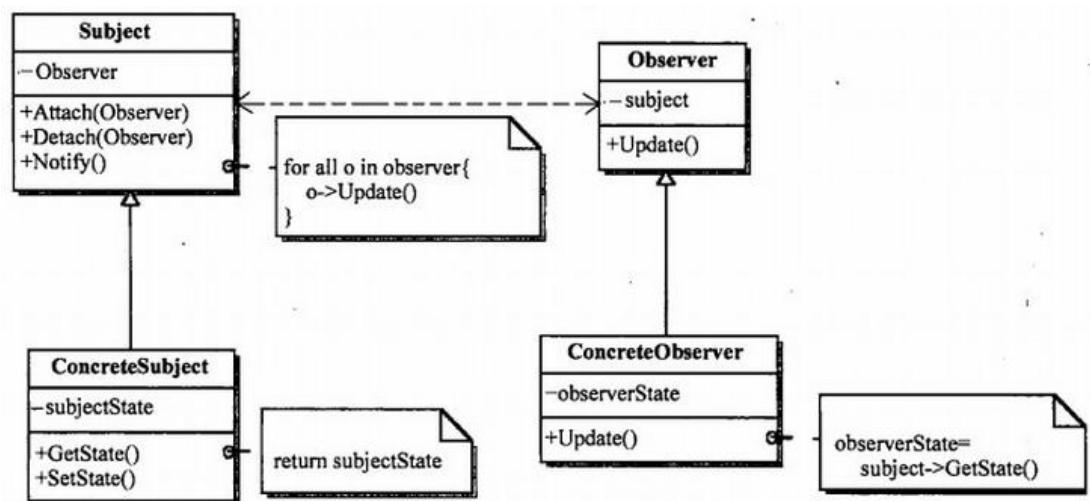 Subject
–Observer
+Attach(Observer)
+Detach(Observer)
+Notify()
for all o in observer{
o->Update()
}
Observer
–subject
+Update()
ConcreteSubject
–subjectState
+GetState()
+SetState()
return subjectState
ConcreteObserver
–observerState
+Update()
observerState=
subject->GetState()